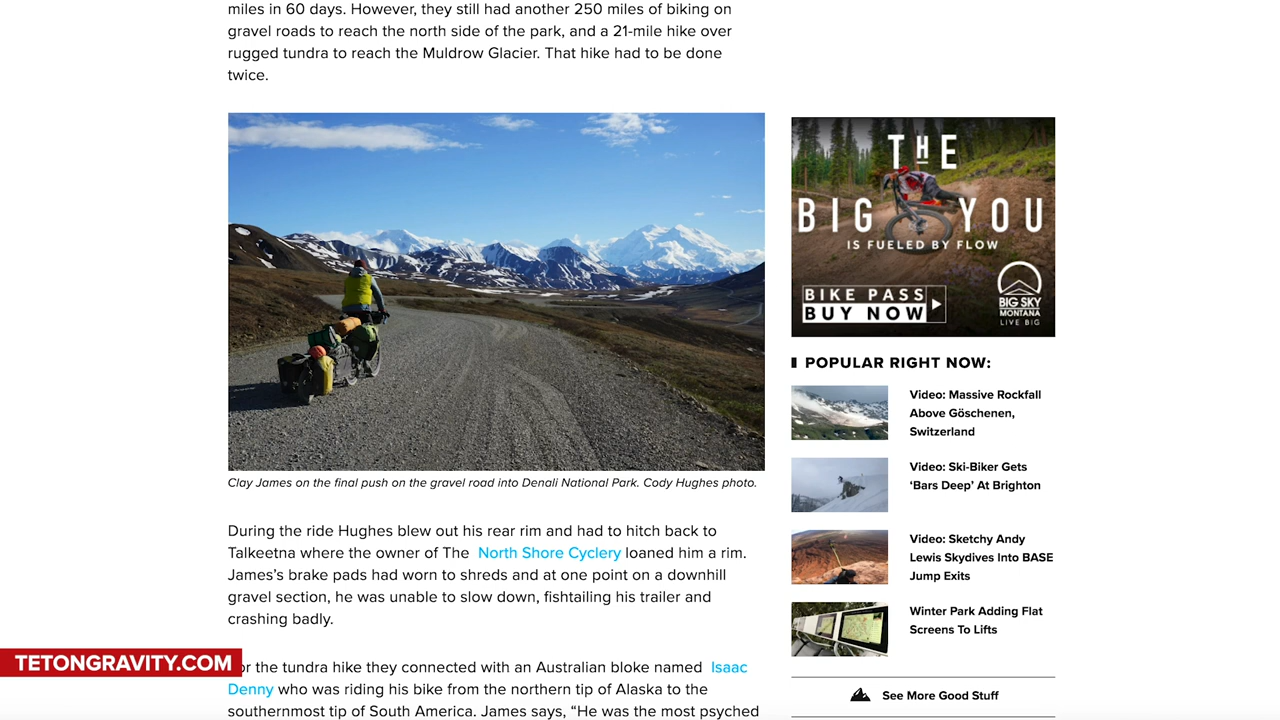 miles in 60 days. However, they still had another 250 miles of biking on
gravel roads to reach the north side of the park, and a 21-mile hike over
rugged tundra to reach the Muldrow Glacier. That hike had to be done
twice.
Clay James on the final push on the gravel road into Denali National Park. Cody Hughes photo.
During the ride Hughes blew out his rear rim and had to hitch back to
Talkeetna where the owner of The North Shore Cyclery loaned him a rim.
James’s brake pads had worn to shreds and at one point on a downhill
gravel section, he was unable to slow down, fishtailing his trailer and
crashing badly.
or the tundra hike they connected with an Australian bloke named Isaac
Denny who was riding his bike from the northern tip of Alaska to the
southernmost tip of South America. James says, “He was the most psyched
TETONGRAVITY.COM
THE
BIG YOU
IS FUELED BY FLOW
BIKE PASS
BUY NOW
BIG SKY
MONTANA
LIVE BIG
POPULAR RIGHT NOW:
Video: Massive Rockfall
Above Göschenen,
Switzerland
Video: Ski-Biker Gets
‘Bars Deep’ At Brighton
Video: Sketchy Andy
Lewis Skydives Into BASE
Jump Exits
Winter Park Adding Flat
Screens To Lifts
See More Good Stuff